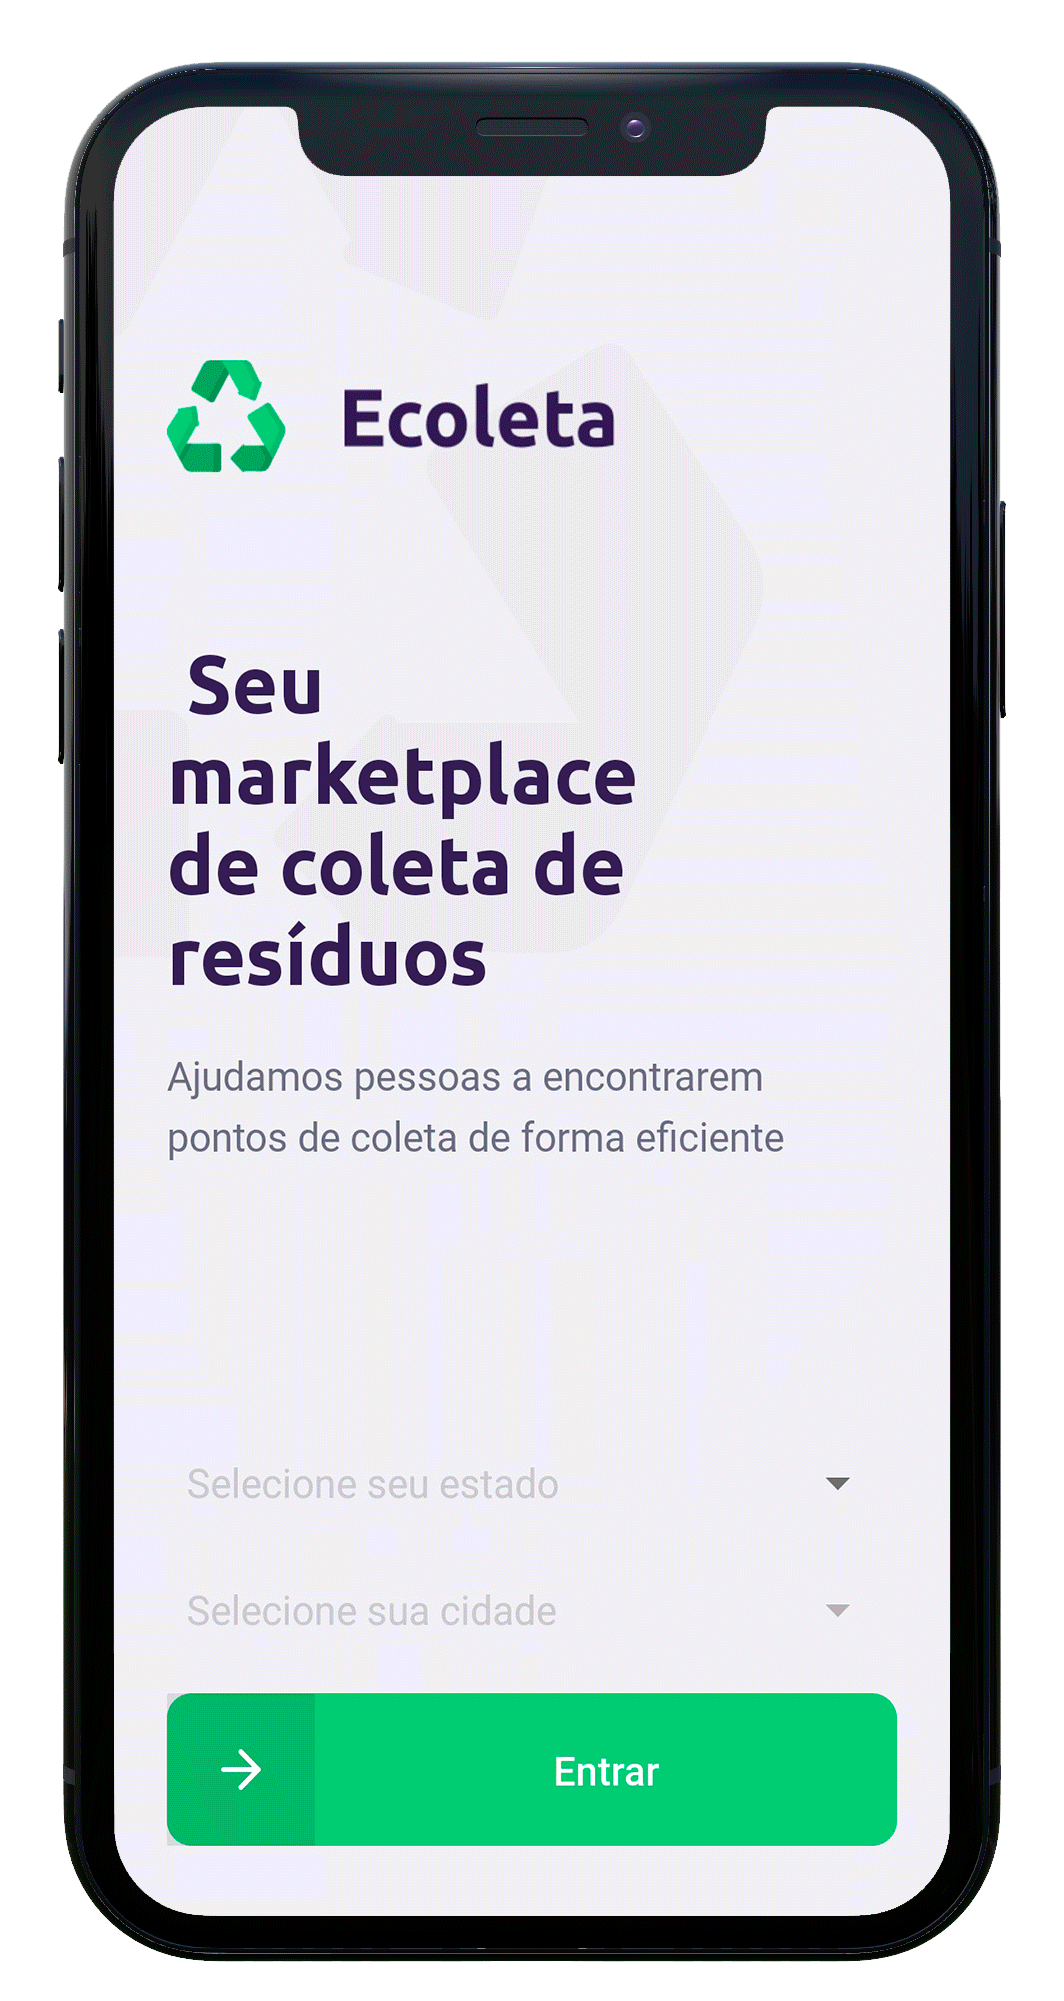 Ecoleta
Seu
marketplace
de coleta de
resíduos
Ajudamos pessoas a encontrarem
pontos de coleta de forma eficiente
Selecione seu estado
Selecione sua cidade
Entrar